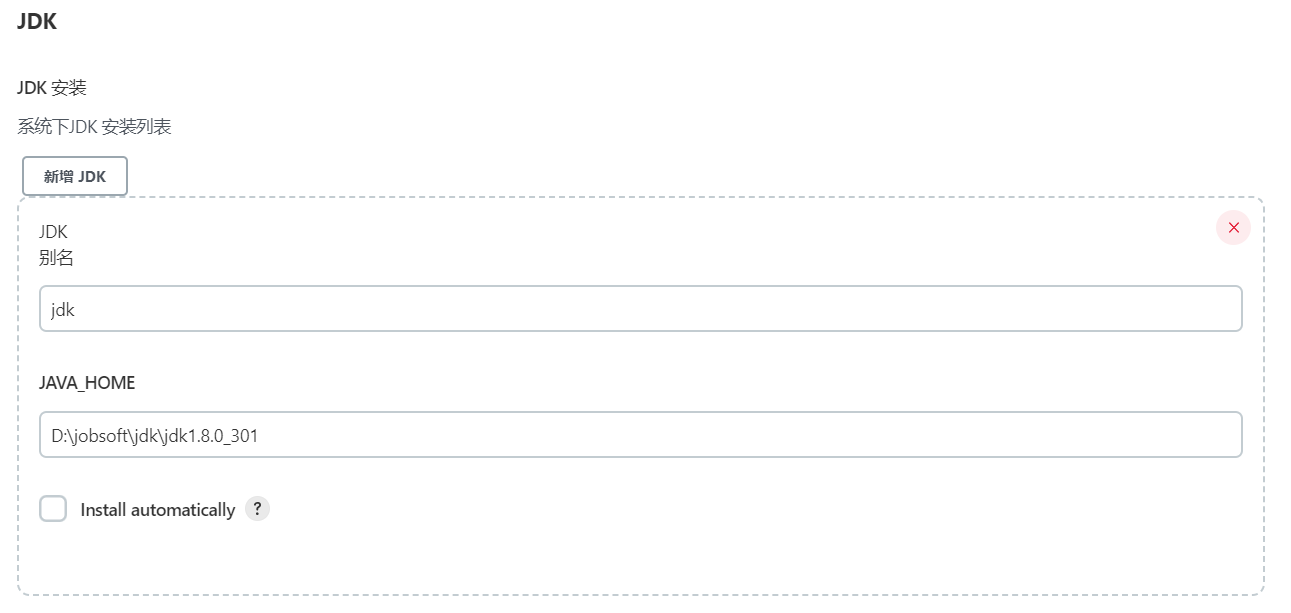 JDK
JDK 安装
系统下JDK 安装列表
新增 JDK
JDK
别名
jdk
JAVA_HOME
D:\jobsoft\jdk\jdk1.8.0_301
Install automatically ?